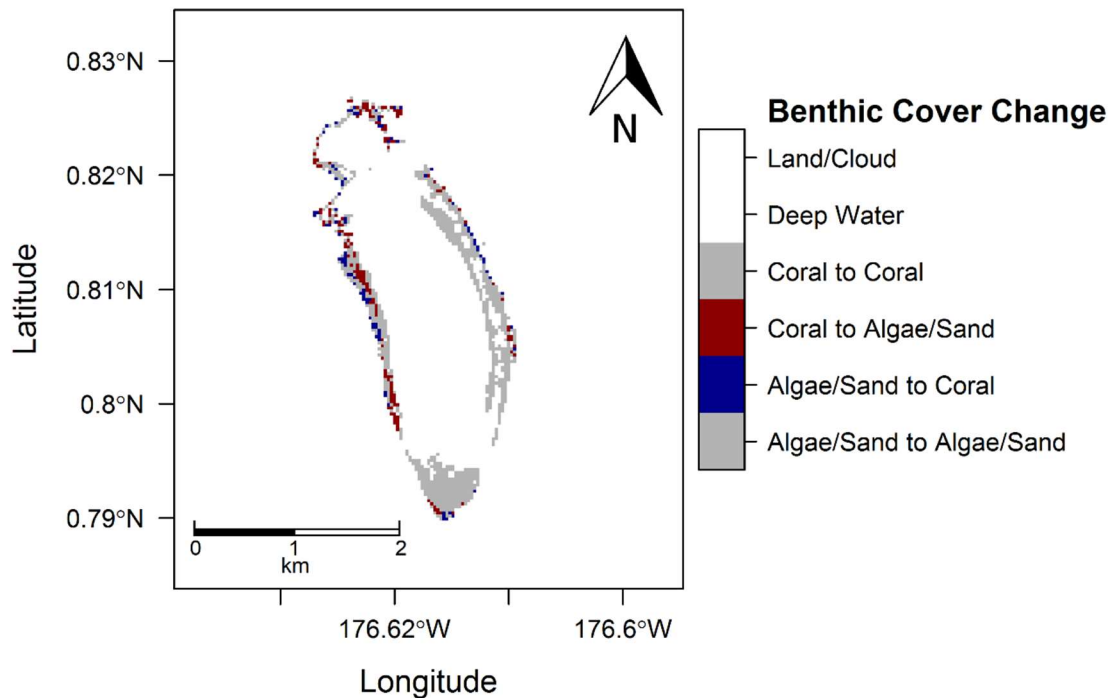 0.83°N
0.82°N
0.81°N
0.8°N
0.79°N
Latitude
N
0 1 2
km
176.62°W 176.6°W
Longitude
Benthic Cover Change
Land/Cloud
Deep Water
Coral to Coral
Coral to Algae/Sand
Algae/Sand to Coral
Algae/Sand to Algae/Sand